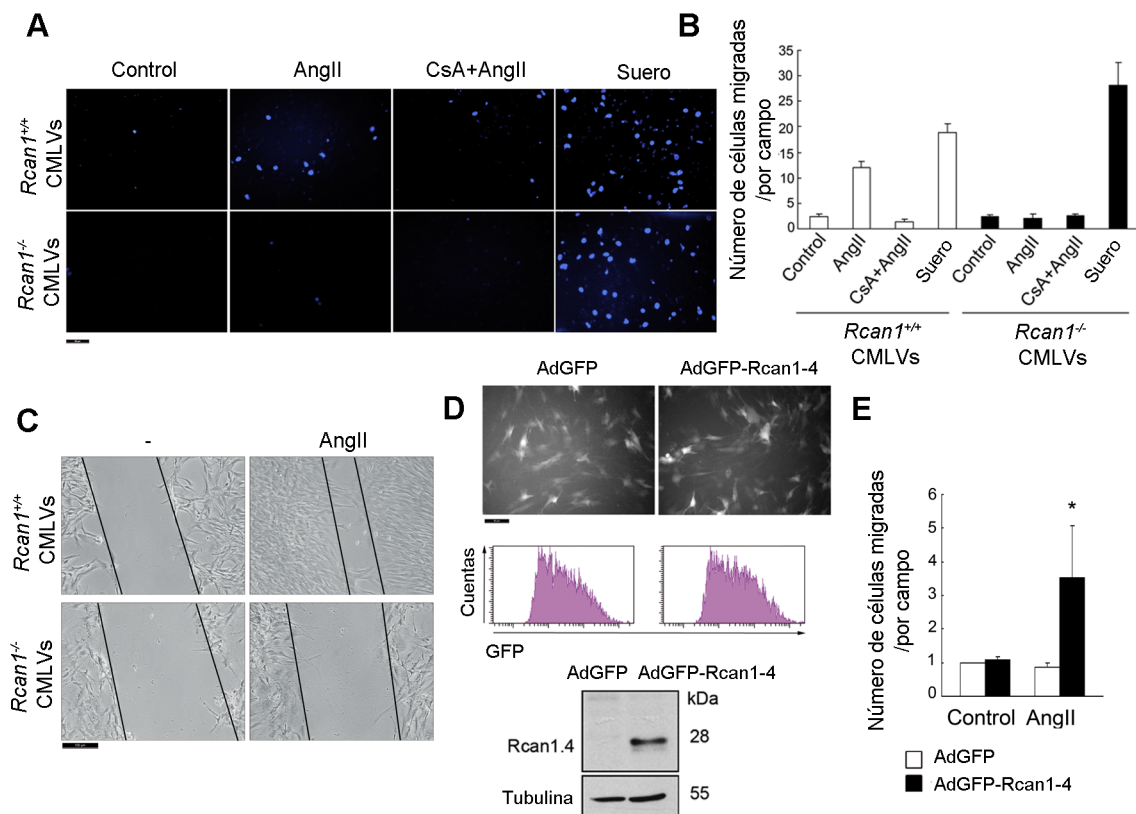 A
Control
AngII
CsA+AngII
Suero
Rcan1+/+
CMLVs
Rcan1-/-
CMLVs
B
Número de células migradas
/por campo
35
30
25
20
15
10
5
0
Control
AngII
CsA+AngII
Suero
Control
AngII
CsA+AngII
Suero
Rcan1+/+
CMLVs
Rcan1-/-
CMLVs
C
-
AngII
Rcan1+/+
CMLVs
Rcan1-/-
CMLVs
D
AdGFP
AdGFP-Rcan1-4
Cuentas
GFP
AdGFP
AdGFP-Rcan1-4
kDa
Rcan1.4
28
Tubulina
55
E
Número de células migradas
/por campo
6
5
4
3
2
1
0
*
Control
AngII
AdGFP
AdGFP-Rcan1-4